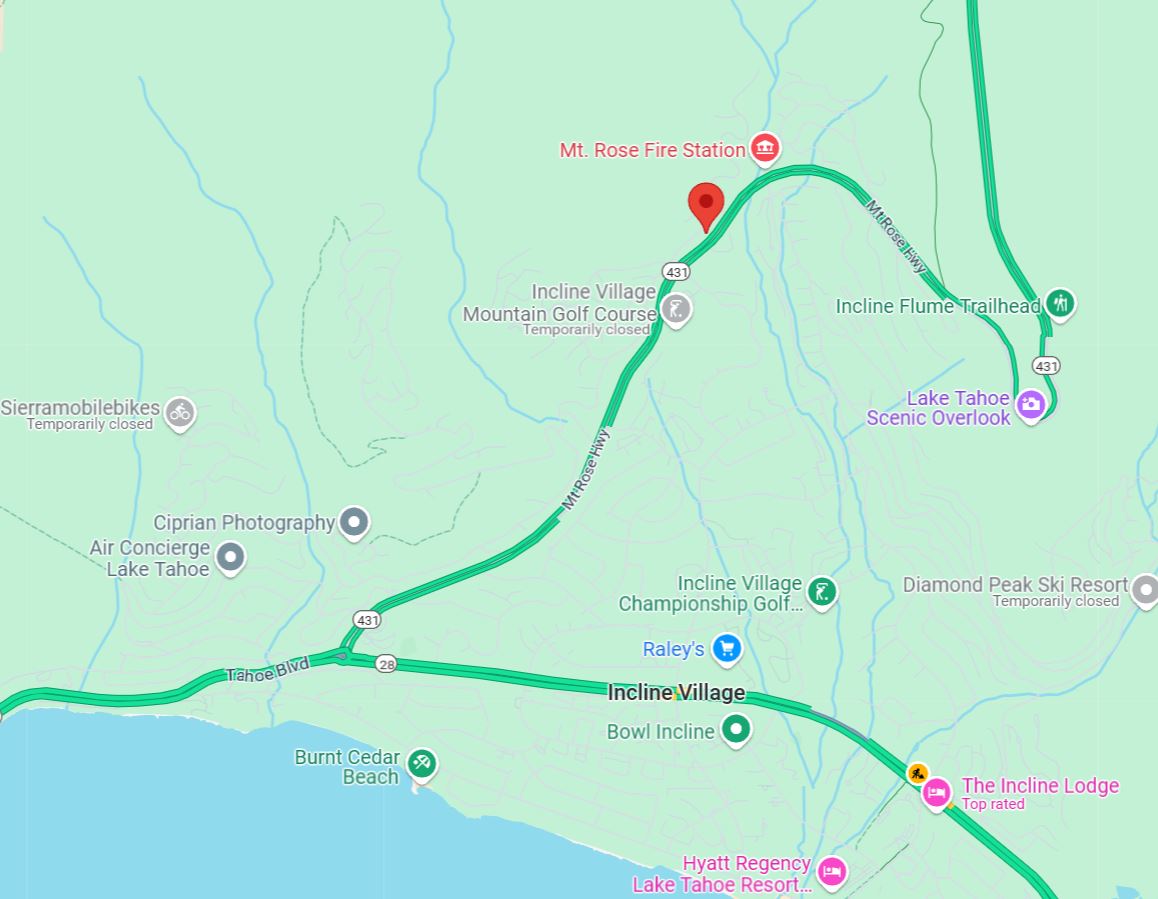 Mt. Rose Fire Station
Mt Rose Hwy
431
Incline Village
Mountain Golf Course
Temporarily closed
Incline Flume Trailhead
431
Lake Tahoe
Scenic Overlook
Sierramobilebikes
Temporarily closed
Mt Rose Hwy
Ciprian Photography
Air Concierge
Lake Tahoe
Incline Village
Championship Golf...
Diamond Peak Ski Resort
Temporarily closed
431
Raley's
28
Tahoe Blvd
Incline Village
Bowl Incline
Burnt Cedar
Beach
The Incline Lodge
Top rated
Hyatt Regency
Lake Tahoe Resort...